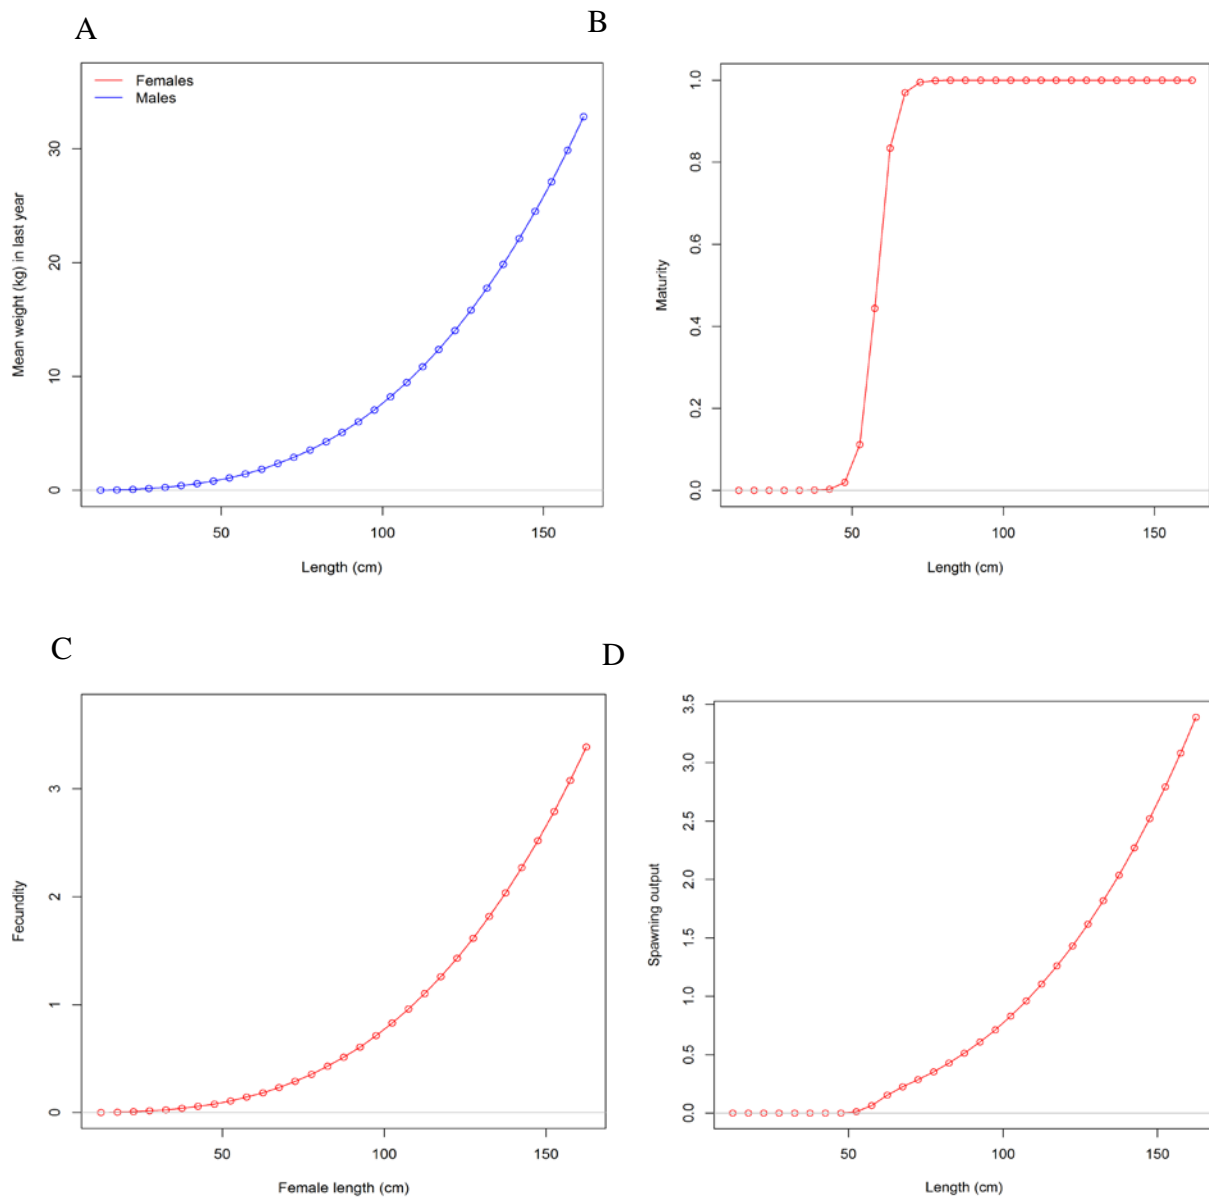 A
Females
Males
30
20
10
0
Mean weight (kg) in last year
50 100 150
Length (cm)
B
1.0
0.8
0.6
0.4
0.2
0.0
Maturity
50 100 150
Length (cm)
C
3
2
1
0
Fecundity
50 100 150
Female length (cm)
D
3.5
3.0
2.5
2.0
1.5
1.0
0.5
0.0
Spawning output
50 100 150
Length (cm)